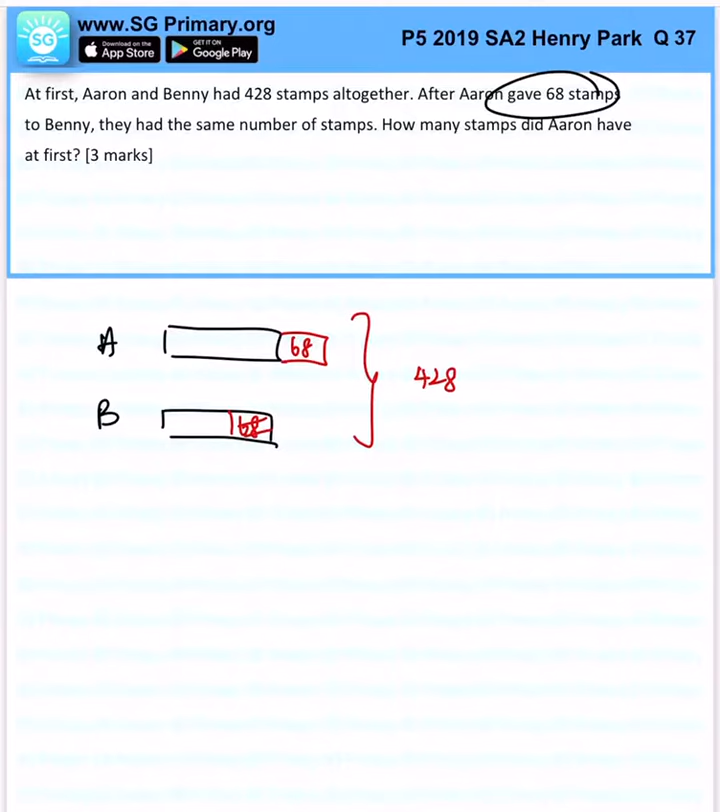 www.SG Primary.org
SG
Download on the
App Store
GET IT ON
Google Play
P5 2019 SA2 Henry Park Q 37
At first, Aaron and Benny had 428 stamps altogether. After Aaron gave 68 stamps
to Benny, they had the same number of stamps. How many stamps did Aaron have
at first? [3 marks]
A
68
428
B
68